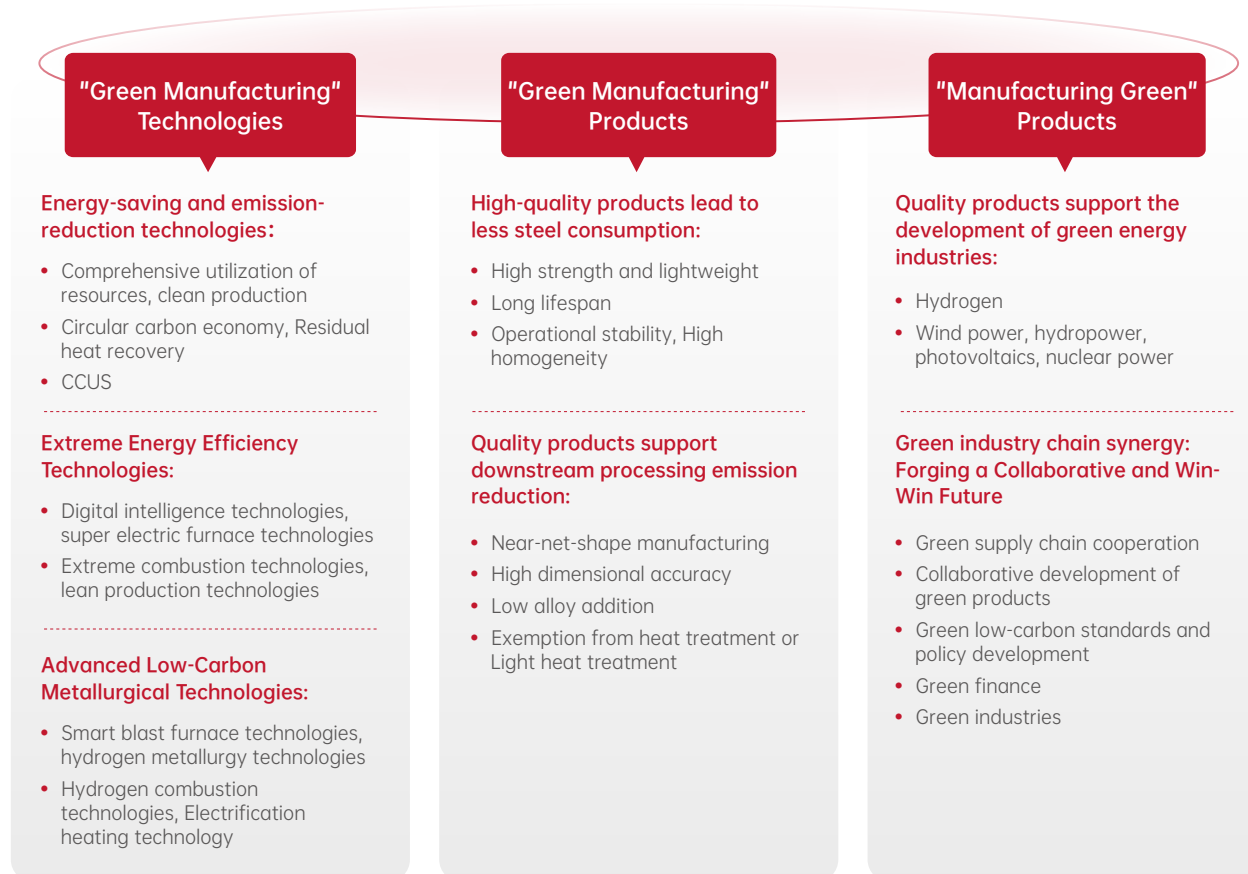 "Green Manufacturing"
Technologies
Energy-saving and emission-
reduction technologies:
• Comprehensive utilization of
resources, clean production
• Circular carbon economy, Residual
heat recovery
• CCUS
Extreme Energy Efficiency
Technologies:
• Digital intelligence technologies,
super electric furnace technologies
• Extreme combustion technologies,
lean production technologies
Advanced Low-Carbon
Metallurgical Technologies:
• Smart blast furnace technologies,
hydrogen metallurgy technologies
• Hydrogen combustion
technologies, Electrification
heating technology
"Green Manufacturing"
Products
High-quality products lead to
less steel consumption:
• High strength and lightweight
• Long lifespan
• Operational stability, High
homogeneity
Quality products support
downstream processing emission
reduction:
• Near-net-shape manufacturing
• High dimensional accuracy
• Low alloy addition
• Exemption from heat treatment or
Light heat treatment
"Manufacturing Green"
Products
Quality products support the
development of green energy
industries:
• Hydrogen
• Wind power, hydropower,
photovoltaics, nuclear power
Green industry chain synergy:
Forging a Collaborative and Win-
Win Future
• Green supply chain cooperation
• Collaborative development of
green products
• Green low-carbon standards and
policy development
• Green finance
• Green industries